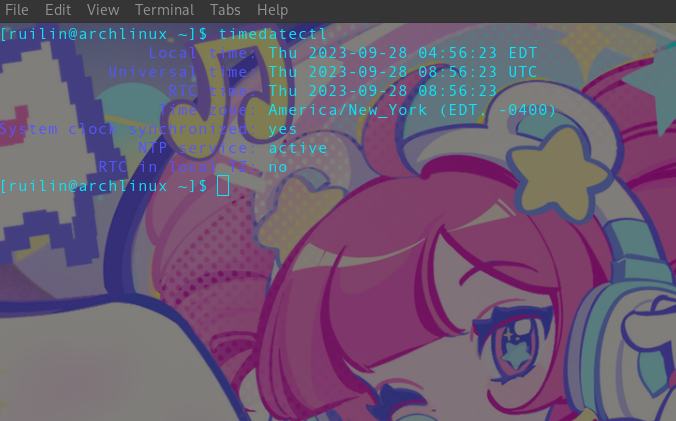 File Edit View Terminal Tabs Help
[ruilin@archlinux ~]$ timedatectl
Local time: Thu 2023-09-28 04:56:23 EDT
Universal time: Thu 2023-09-28 08:56:23 UTC
RTC time: Thu 2023-09-28 08:56:23
Time zone: America/New_York (EDT, -0400)
System clock synchronized: yes
NTP service: active
RTC in local TZ: no
[ruilin@archlinux ~]$